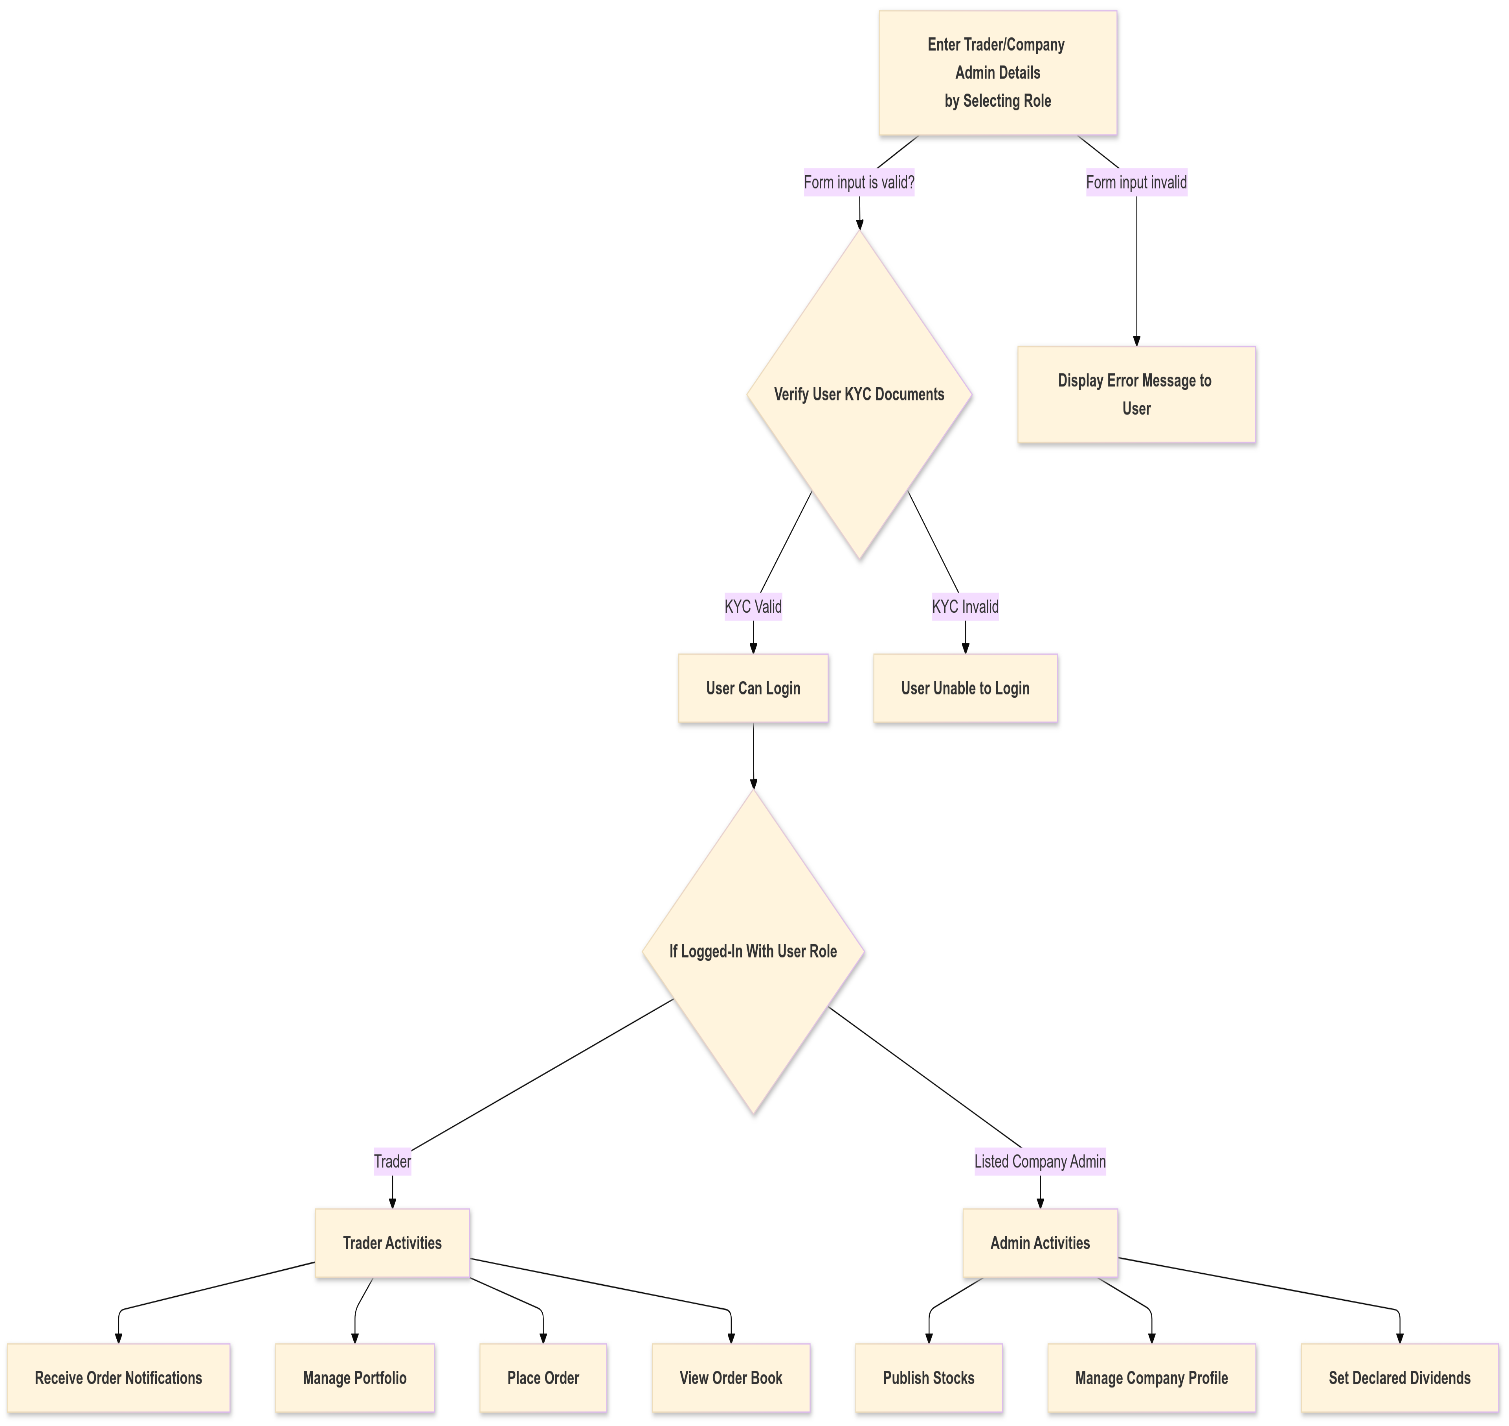 Enter Trader/Company
Admin Details
by Selecting Role
Form input is valid?
Form input invalid
Verify User KYC Documents
Display Error Message to
User
KYC Valid
KYC Invalid
User Can Login
User Unable to Login
If Logged-In With User Role
Trader
Listed Company Admin
Trader Activities
Admin Activities
Receive Order Notifications
Manage Portfolio
Place Order
View Order Book
Publish Stocks
Manage Company Profile
Set Declared Dividends